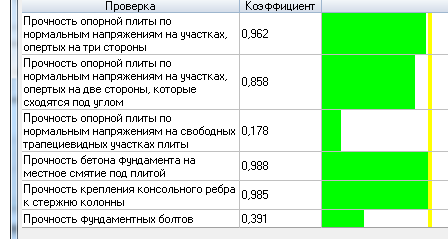 Проверка Коэффициент
Прочность опорной плиты по
нормальным напряжениям на участках, 0,962
опертых на три стороны
Прочность опорной плиты по
нормальным напряжениям на участках, 0,858
опертых на две стороны, которые
сходятся под углом
Прочность опорной плиты по
нормальным напряжениям на свободных 0,178
трапециевидных участках плиты
Прочность бетона фундамента на 0,988
местное смятие под плитой
Прочность крепления консольного ребра 0,985
к стержню колонны
Прочность фундаментных болтов 0,391